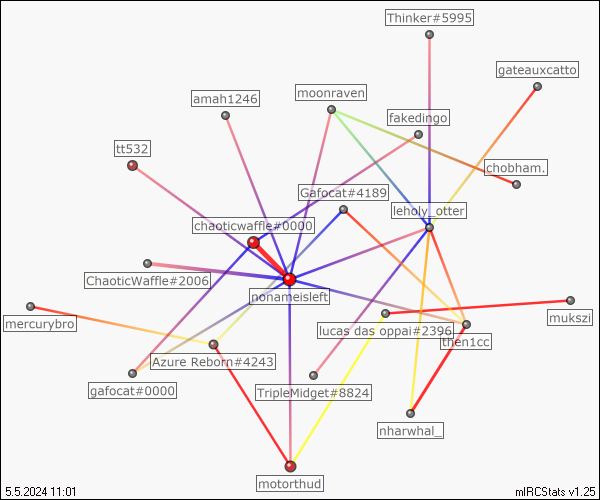 Thinker#5995
gateauxcatto
moonraven
amah1246
fakedingo
tt532
chobham.
Gafocat#4189
leholy_otter
chaoticwaffle#0000
ChaoticWaffle#2006
nonameisleft
mukszi
mercurybro
lucas das oppai#2396
then1cc
Azure Reborn#4243
gafocat#0000
TripleMidget#8824
nharwhal_
motorthud
5.5.2024 11:01
mIRCStats v1.25